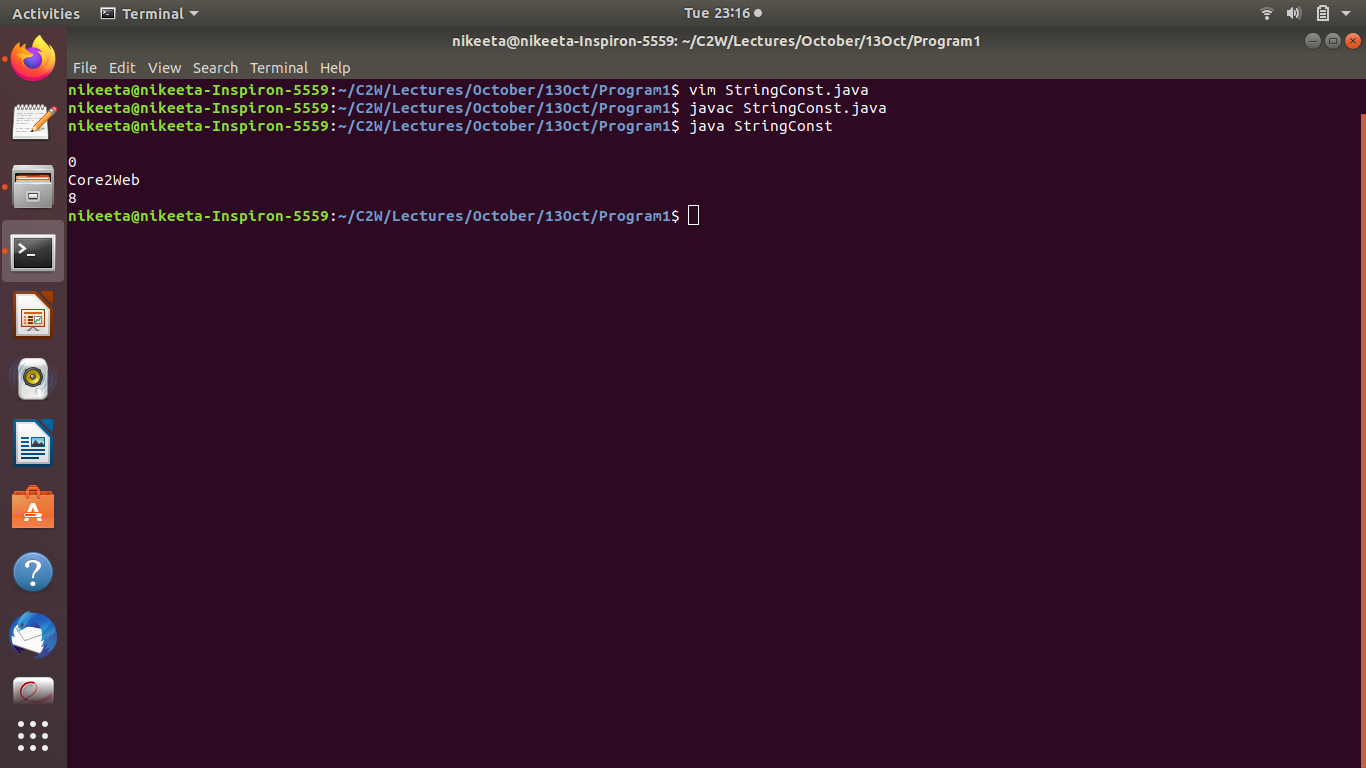 Activities Terminal Tue 23:16
nikeeta@nikeeta-Inspiron-5559: ~/C2W/Lectures/October/13Oct/Program1
File Edit View Search Terminal Help
nikeeta@nikeeta-Inspiron-5559:~/C2W/Lectures/October/13Oct/Program1$ vim StringConst.java
nikeeta@nikeeta-Inspiron-5559:~/C2W/Lectures/October/13Oct/Program1$ javac StringConst.java
nikeeta@nikeeta-Inspiron-5559:~/C2W/Lectures/October/13Oct/Program1$ java StringConst
0
Core2Web
8
nikeeta@nikeeta-Inspiron-5559:~/C2W/Lectures/October/13Oct/Program1$